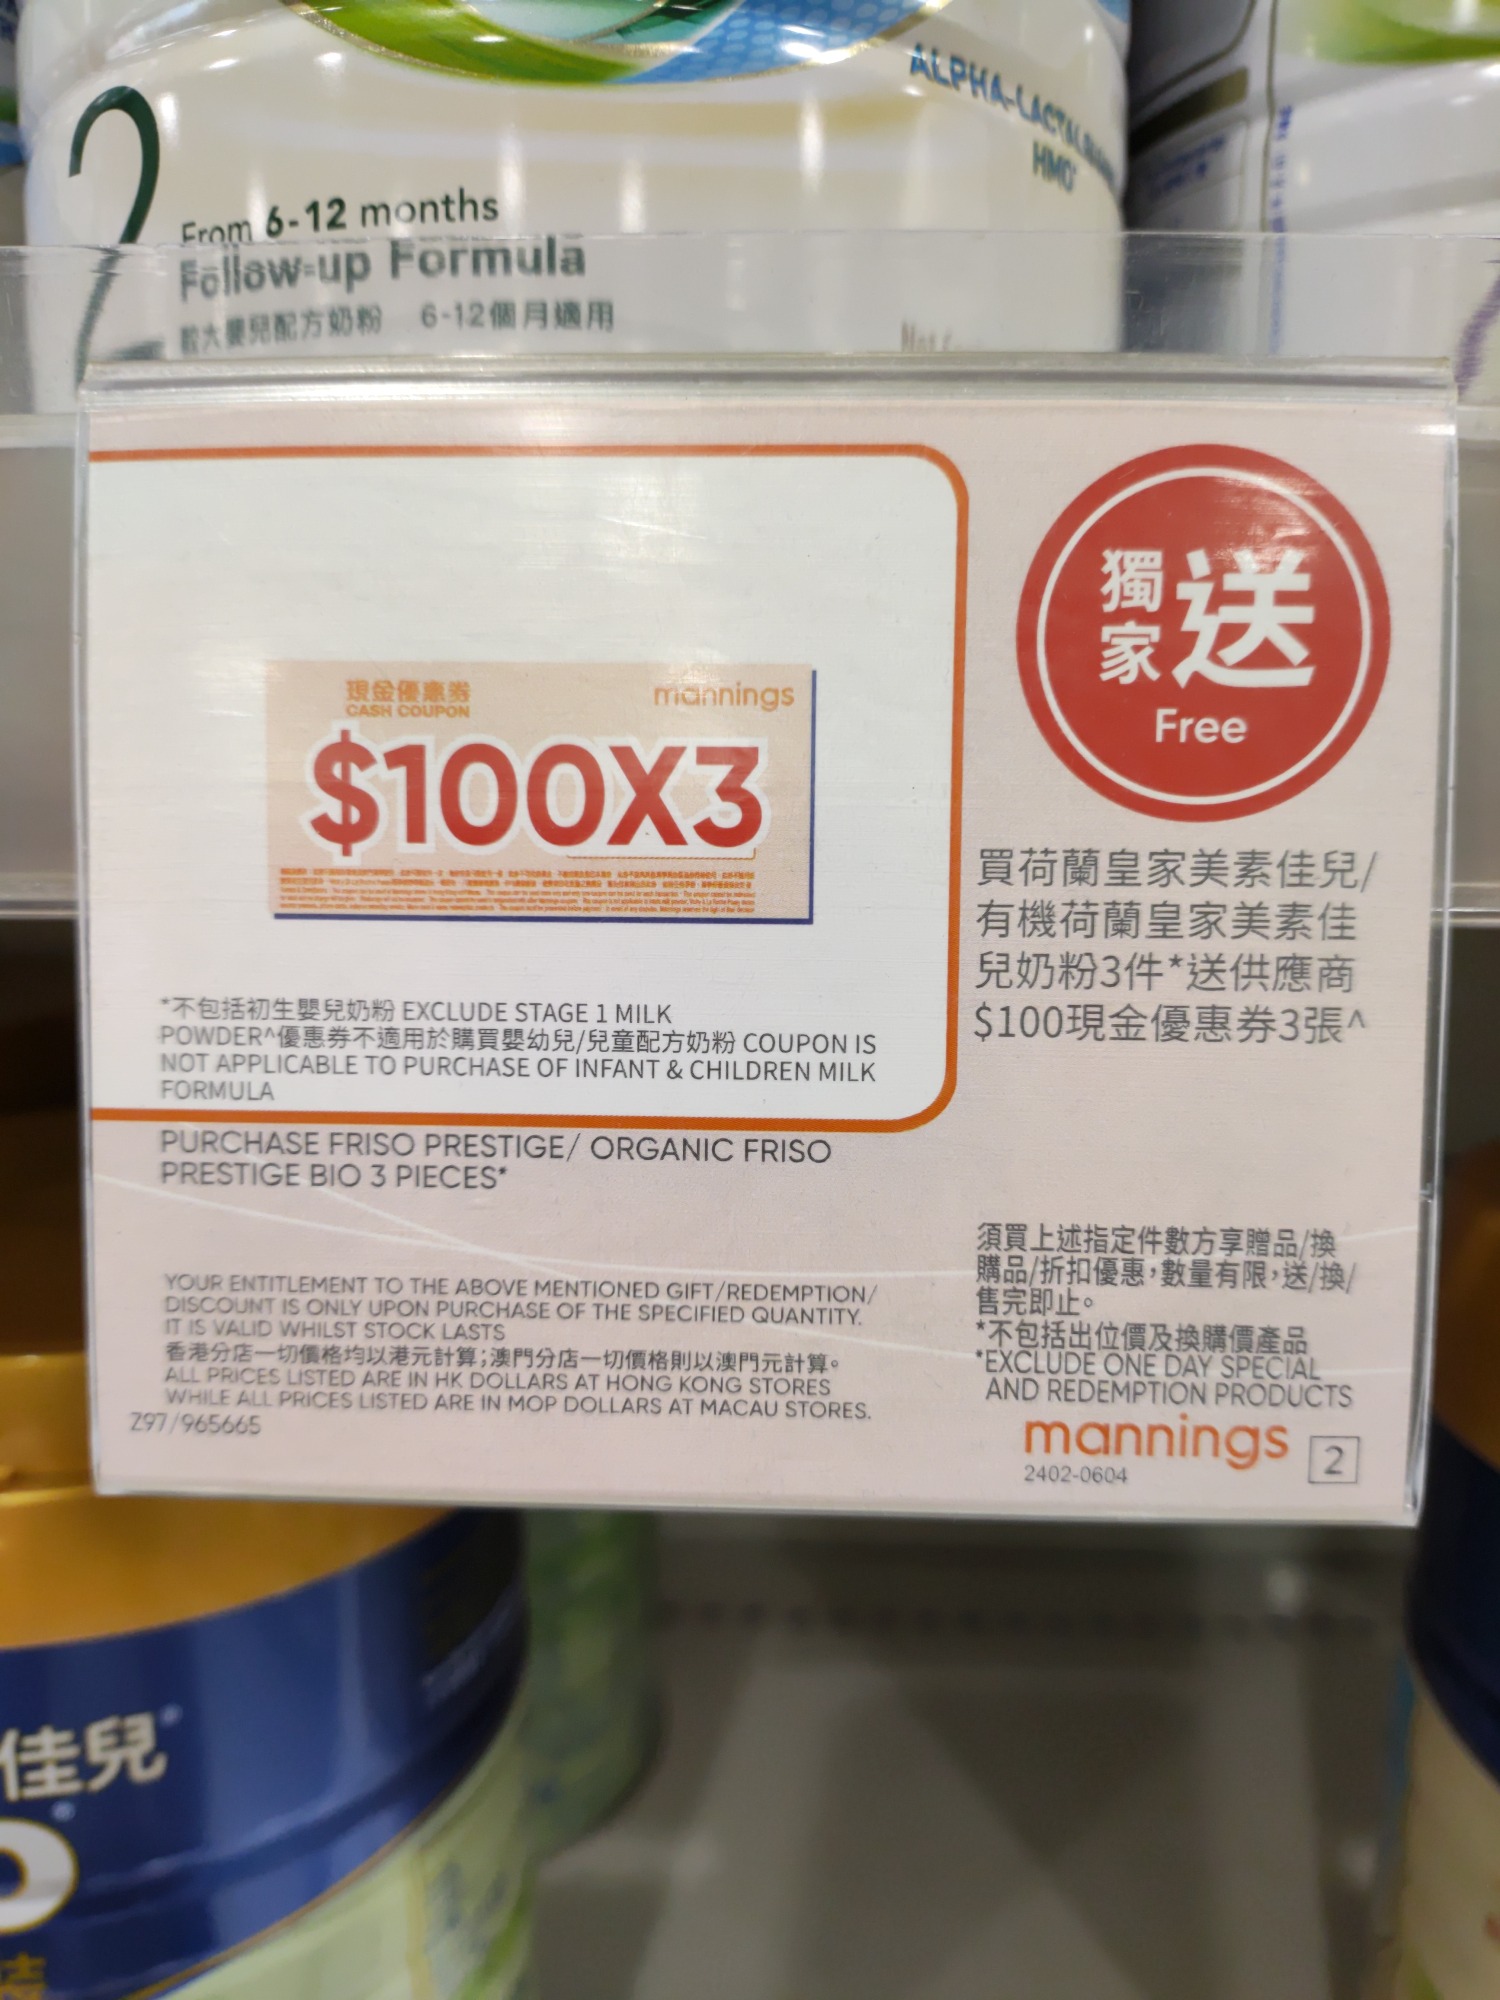 ALPHA-LACTALBUMIN
HMO
2
From 6-12 months
Follow-up Formula
較大嬰兒配方奶粉 6-12個月適用
現金優惠券
CASH COUPON
mannings
$100X3
獨家送
Free
買荷蘭皇家美素佳兒/
有機荷蘭皇家美素佳
兒奶粉3件*送供應商
$100現金優惠券3張^
*不包括初生嬰兒奶粉 EXCLUDE STAGE 1 MILK
POWDER^優惠券不適用於購買嬰幼兒/兒童配方奶粉 COUPON IS
NOT APPLICABLE TO PURCHASE OF INFANT & CHILDREN MILK
FORMULA
PURCHASE FRISO PRESTIGE/ ORGANIC FRISO
PRESTIGE BIO 3 PIECES*
YOUR ENTITLEMENT TO THE ABOVE MENTIONED GIFT/REDEMPTION/
DISCOUNT IS ONLY UPON PURCHASE OF THE SPECIFIED QUANTITY.
IT IS VALID WHILST STOCK LASTS
香港分店一切價格均以港元計算;澳門分店一切價格則以澳門元計算。
ALL PRICES LISTED ARE IN HK DOLLARS AT HONG KONG STORES
WHILE ALL PRICES LISTED ARE IN MOP DOLLARS AT MACAU STORES.
Z97/965665
須買上述指定件數方享贈品/換
購品/折扣優惠,數量有限,送/換/
售完即止。
*不包括出位價及換購價產品
*EXCLUDE ONE DAY SPECIAL
AND REDEMPTION PRODUCTS
mannings 2
2402-0604
佳兒